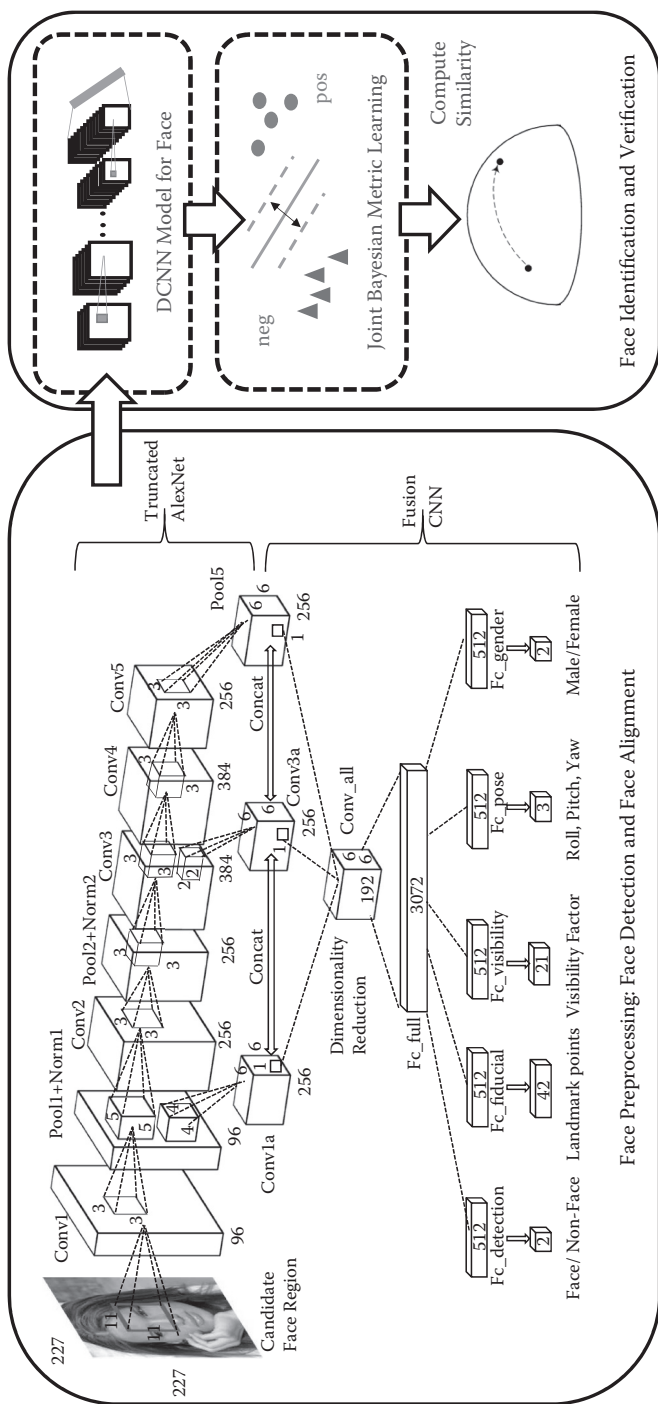 227
227
11
11
Candidate
Face Region
Conv1
3
3
96
Pool1+Norm1
5
5
4
4
96
Conv2
3
3
256
Pool2+Norm2
3
3
256
Conv3
3
3
2
2
384
Conv4
3
3
384
Conv5
3
3
256
Pool5
6
6
1
256
Truncated
AlexNet
Conv1a
6
6
1
256
Concat
Conv3a
6
6
1
256
Concat
Dimensionality
Reduction
Conv_all
6
6
192
Fusion
CNN
Fc_full
3072
512
Fc_detection
2
Face/ Non-Face
512
Fc_fiducial
42
Landmark points
512
Fc_visibility
21
Visibility Factor
512
Fc_pose
3
Roll, Pitch, Yaw
512
Fc_gender
2
Male/Female
Face Preprocessing: Face Detection and Face Alignment
DCNN Model for Face
neg
pos
Joint Bayesian Metric Learning
Compute
Similarity
Face Identification and Verification